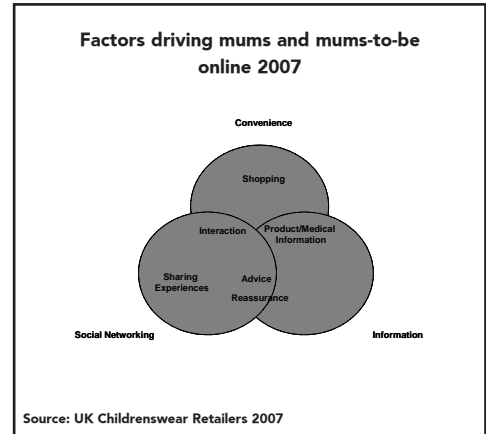 Factors driving mums and mums-to-be
online 2007
Convenience
Shopping
Interaction
Product/Medical
Information
Sharing
Experiences
Advice
Reassurance
Social Networking
Information
Source: UK Childrenswear Retailers 2007